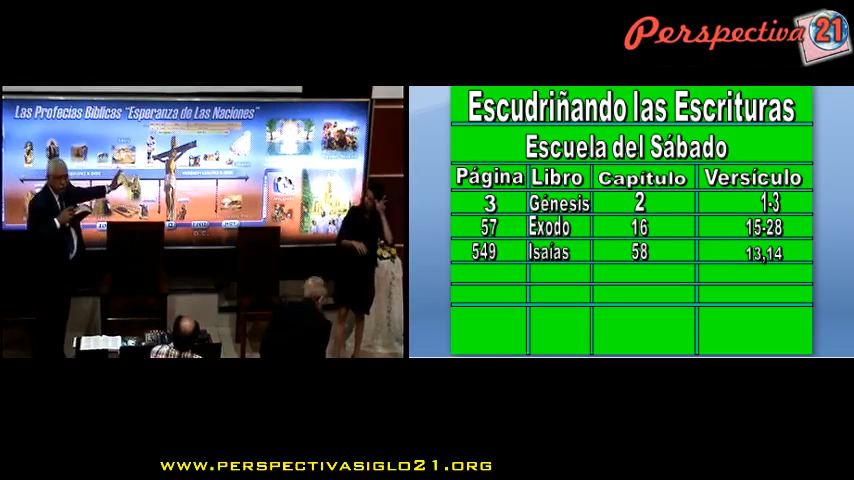 Perspectiva 21
Las Profecías Bíblicas "Esperanza de Las Naciones"
Escudriñando las Escrituras
Escuela del Sábado
Página Libro Capítulo Versículo
3 Génesis 2 1-3
57 Exodo 16 15-28
549 Isaías 58 13,14
www.perspectivasiglo21.org